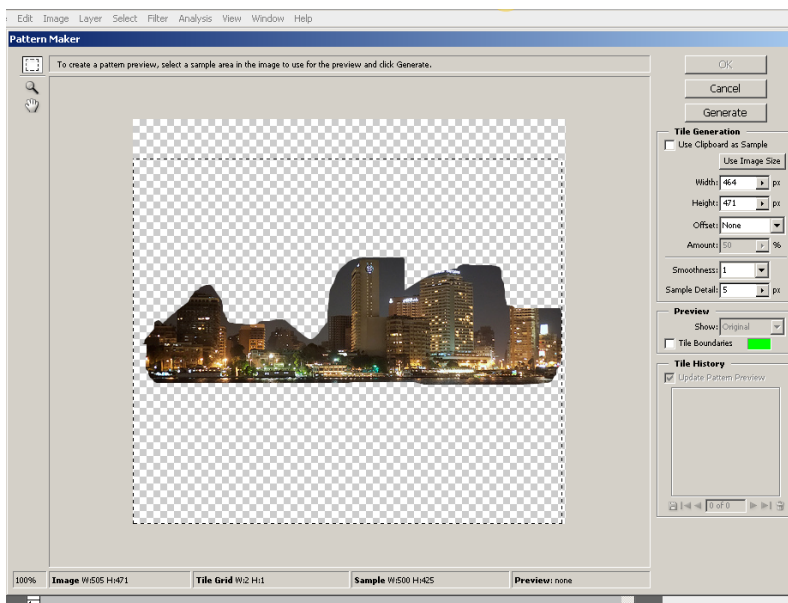 Edit Image Layer Select Filter Analysis View Window Help
Pattern Maker
To create a pattern preview, select a sample area in the image to use for the preview and click Generate.
OK
Cancel
Generate
Tile Generation
Use Clipboard as Sample
Use Image Size
Width: 464 px
Height: 471 px
Offset: None
Amount: 50 %
Smoothness: 1
Sample Detail: 5 px
Preview
Show: Original
Tile Boundaries
Tile History
Update Pattern Preview
0 of 0
100% Image W:505 H:471 Tile Grid W:2 H:1 Sample W:500 H:425 Preview: none